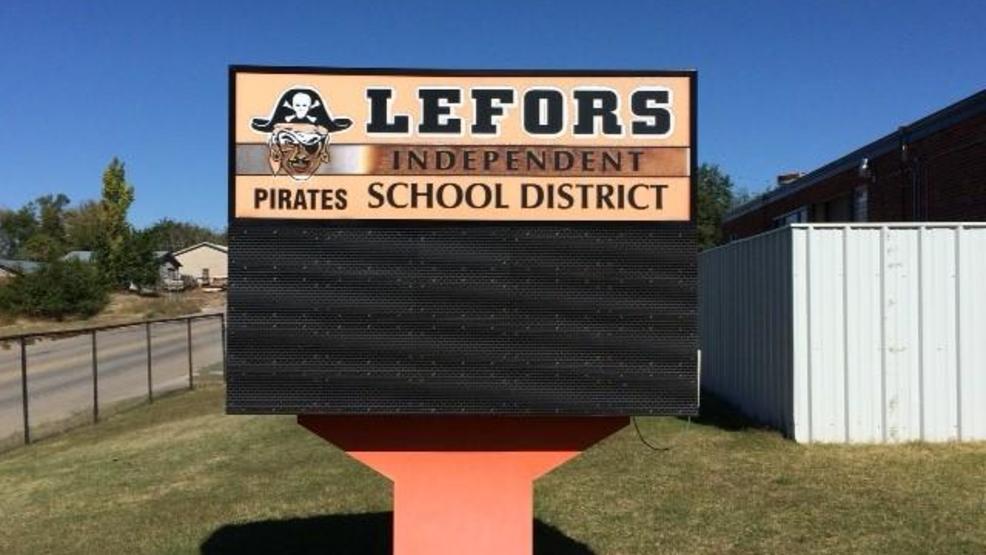 LEFORS
INDEPENDENT
PIRATES SCHOOL DISTRICT